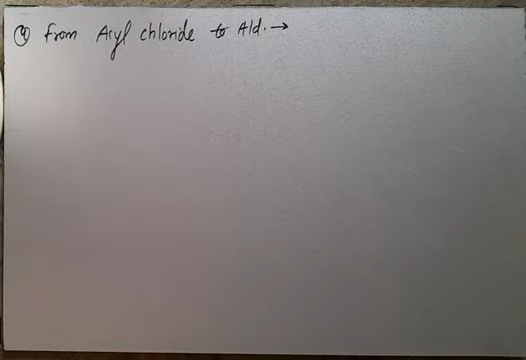 (4) From Acyl chloride to Ald. →